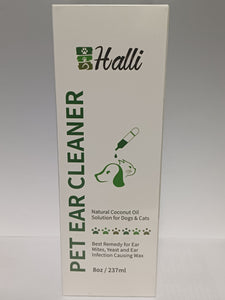 Halli
PET EAR CLEANER
Natural Coconut Oil
Solution for Dogs & Cats
Best Remedy for Ear
Mites, Yeast and Ear
Infection Causing Wax
8oz / 237ml